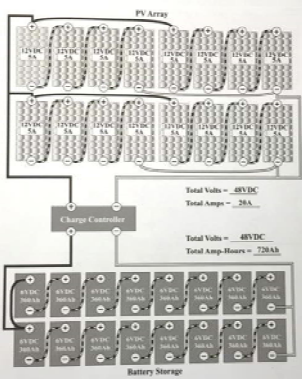 PV Array
12VDC 12VDC 12VDC 12VDC 12VDC 12VDC 12VDC 12VDC
5A 5A 5A 5A 5A 5A 5A 5A
12VDC 12VDC 12VDC 12VDC 12VDC 12VDC 12VDC 12VDC
5A 5A 5A 5A 5A 5A 5A 5A
Total Volts = 48VDC
Total Amps = 20A
Charge Controller
Total Volts = 48VDC
Total Amp-Hours = 720Ah
6VDC 6VDC 6VDC 6VDC 6VDC 6VDC 6VDC 6VDC
360Ah 360Ah 360Ah 360Ah 360Ah 360Ah 360Ah 360Ah
6VDC 6VDC 6VDC 6VDC 6VDC 6VDC 6VDC 6VDC
360Ah 360Ah 360Ah 360Ah 360Ah 360Ah 360Ah 360Ah
Battery Storage